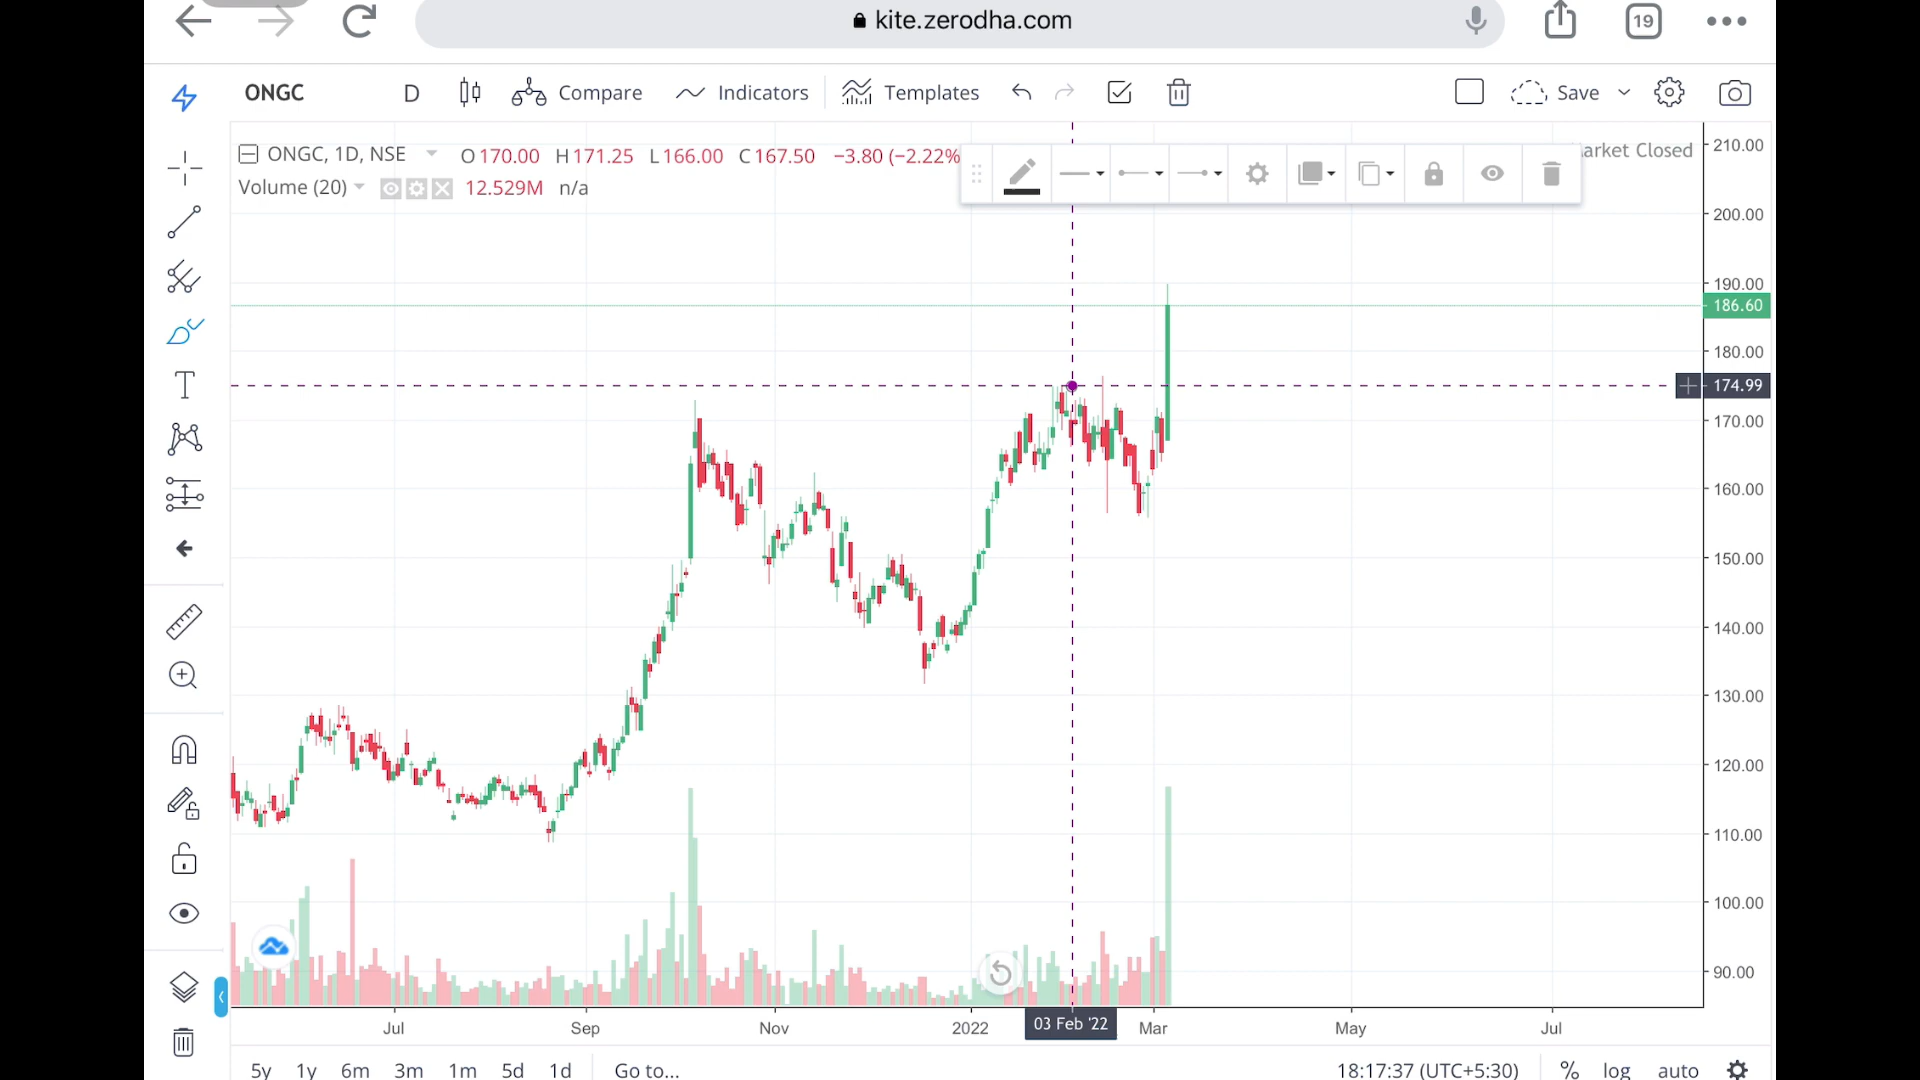 kite.zerodha.com
19
ONGC D Compare Indicators Templates Save
ONGC, 1D, NSE O170.00 H171.25 L166.00 C167.50 −3.80 (−2.22%
arket Closed
Volume (20) 12.529M n/a
210.00
200.00
190.00
186.60
180.00
174.99
170.00
160.00
150.00
140.00
130.00
120.00
110.00
100.00
90.00
Jul Sep Nov 2022 03 Feb '22 Mar May Jul
5y 1y 6m 3m 1m 5d 1d Go to... 18:17:37 (UTC+5:30) % log auto